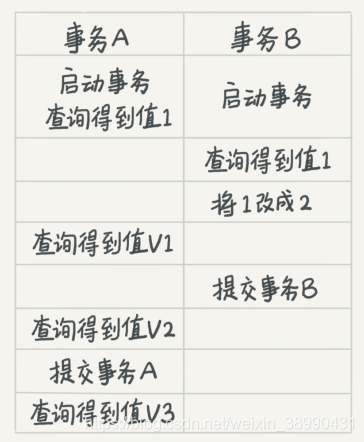 事务A 事务B
启动事务
查询得到值1
启动事务
查询得到值1
将1改成2
查询得到值V1
提交事务B
查询得到值V2
提交事务A
查询得到值V3
https://blog.csdn.net/weixin_38990431